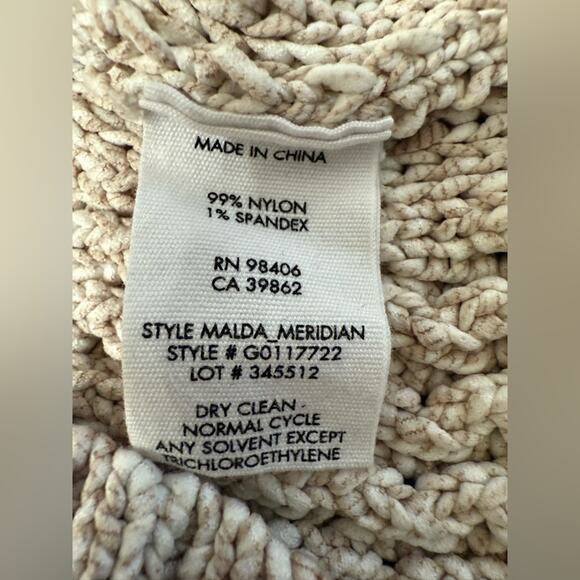 MADE IN CHINA
99% NYLON
1% SPANDEX
RN 98406
CA 39862
STYLE MALDA_MERIDIAN
STYLE # G0117722
LOT # 345512
DRY CLEAN -
NORMAL CYCLE
ANY SOLVENT EXCEPT
TRICHLOROETHYLENE